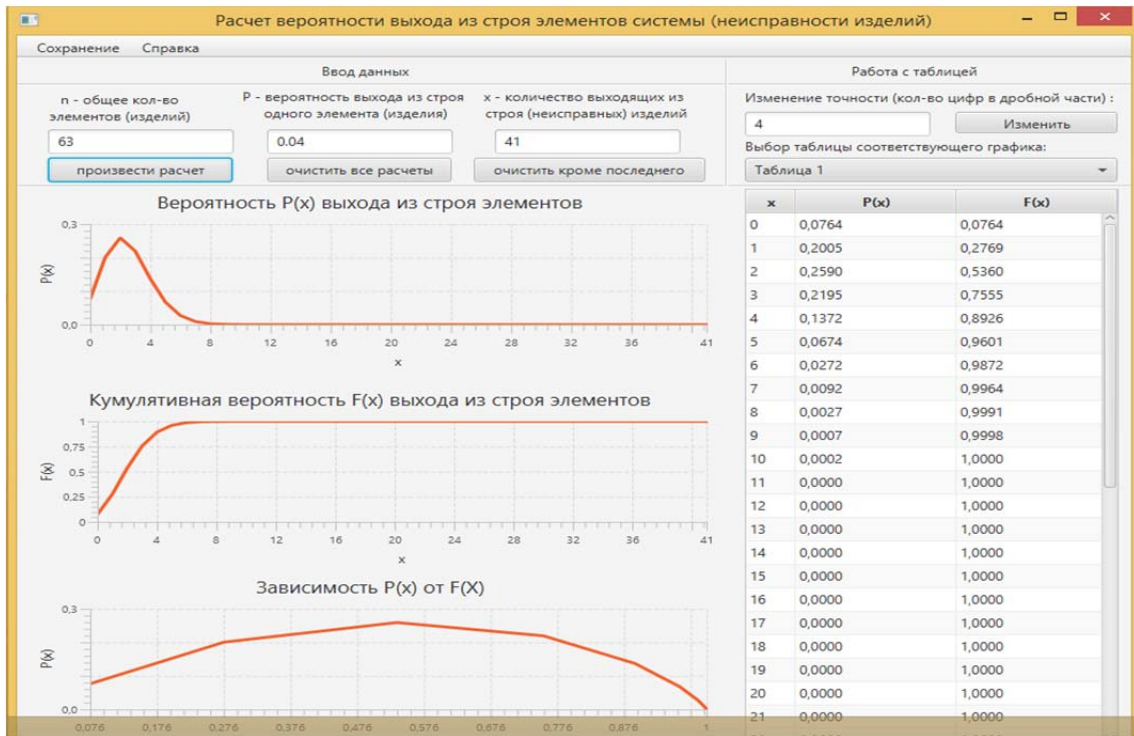 Расчет вероятности выхода из строя элементов системы (неисправности изделий)
Сохранение Справка
Ввод данных
n - общее кол-во
элементов (изделий)
P - вероятность выхода из строя
одного элемента (изделия)
x - количество выходящих из
строя (неисправных) изделий
63
0.04
41
произвести расчет
очистить все расчеты
очистить кроме последнего
Работа с таблицей
Изменение точности (кол-во цифр в дробной части) :
4
Изменить
Выбор таблицы соответствующего графика:
Таблица 1
Вероятность P(x) выхода из строя элементов
0,3
P(x)
0,0
0 4 8 12 16 20 24 28 32 36 41
x
Кумулятивная вероятность F(x) выхода из строя элементов
1
0,75
F(x)
0,5
0,25
0
0 4 8 12 16 20 24 28 32 36 41
x
Зависимость P(x) от F(X)
0,3
P(x)
0,0
0,076 0,176 0,276 0,376 0,476 0,576 0,676 0,776 0,876 1
x P(x) F(x)
0 0,0764 0,0764
1 0,2005 0,2769
2 0,2590 0,5360
3 0,2195 0,7555
4 0,1372 0,8926
5 0,0674 0,9601
6 0,0272 0,9872
7 0,0092 0,9964
8 0,0027 0,9991
9 0,0007 0,9998
10 0,0002 1,0000
11 0,0000 1,0000
12 0,0000 1,0000
13 0,0000 1,0000
14 0,0000 1,0000
15 0,0000 1,0000
16 0,0000 1,0000
17 0,0000 1,0000
18 0,0000 1,0000
19 0,0000 1,0000
20 0,0000 1,0000
21 0,0000 1,0000